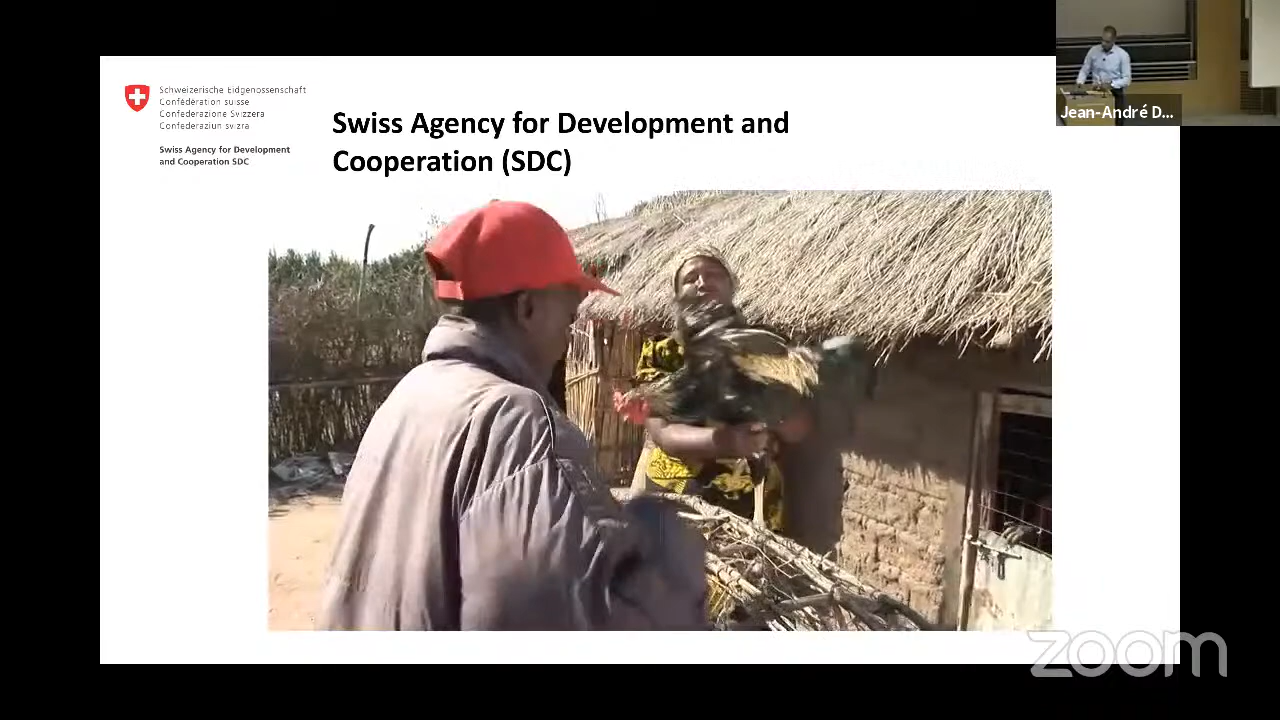 Schweizerische Eidgenossenschaft
Confédération suisse
Confederazione Svizzera
Confederaziun svizra
Swiss Agency for Development
and Cooperation SDC
Swiss Agency for Development and
Cooperation (SDC)
Jean-André D...
zoom